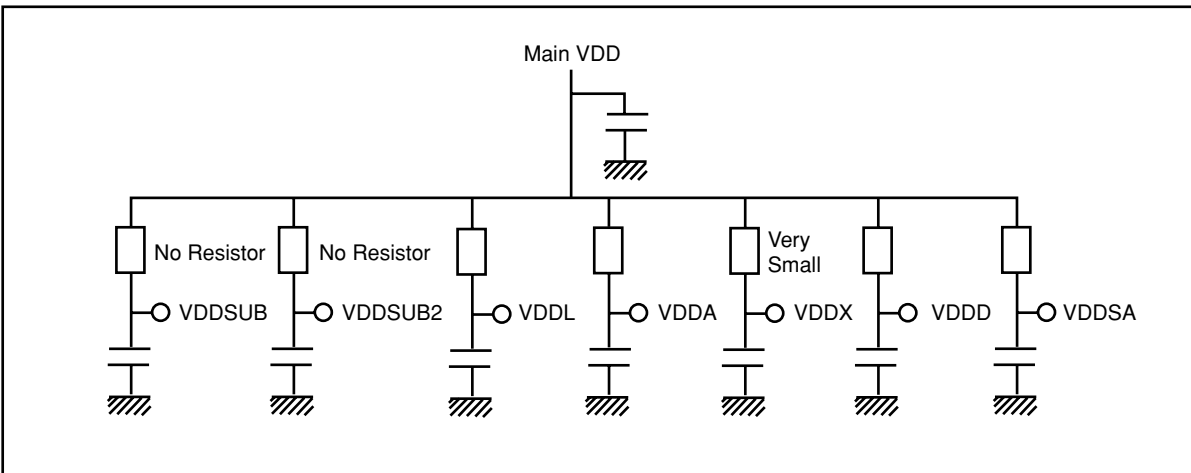 Main VDD
No Resistor
No Resistor
Very
Small
VDDSUB
VDDSUB2
VDDL
VDDA
VDDX
VDDD
VDDSA